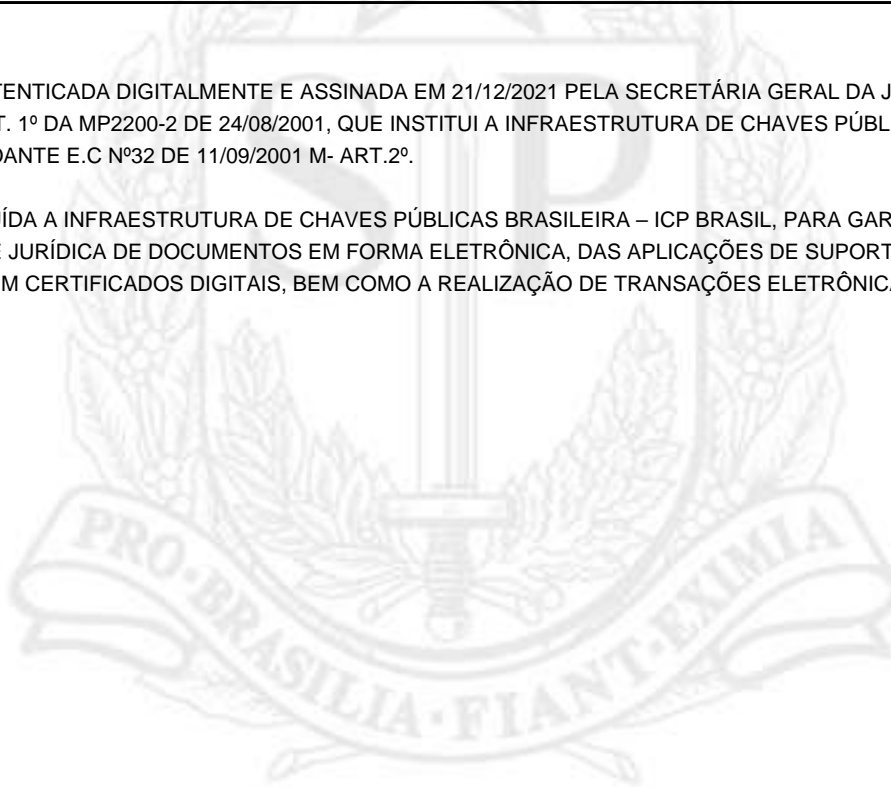 TENTICADA DIGITALMENTE E ASSINADA EM 21/12/2021 PELA SECRETÁRIA GERAL DA J
T. 1º DA MP2200-2 DE 24/08/2001, QUE INSTITUI A INFRAESTRUTURA DE CHAVES PÚBL
DANTE E.C Nº32 DE 11/09/2001 M- ART.2º.
UÍDA A INFRAESTRUTURA DE CHAVES PÚBLICAS BRASILEIRA – ICP BRASIL, PARA GAR
E JURÍDICA DE DOCUMENTOS EM FORMA ELETRÔNICA, DAS APLICAÇÕES DE SUPORT
M CERTIFICADOS DIGITAIS, BEM COMO A REALIZAÇÃO DE TRANSAÇÕES ELETRÔNICA
SP
PRO·BRASILIA·FIANT·EXIMIA